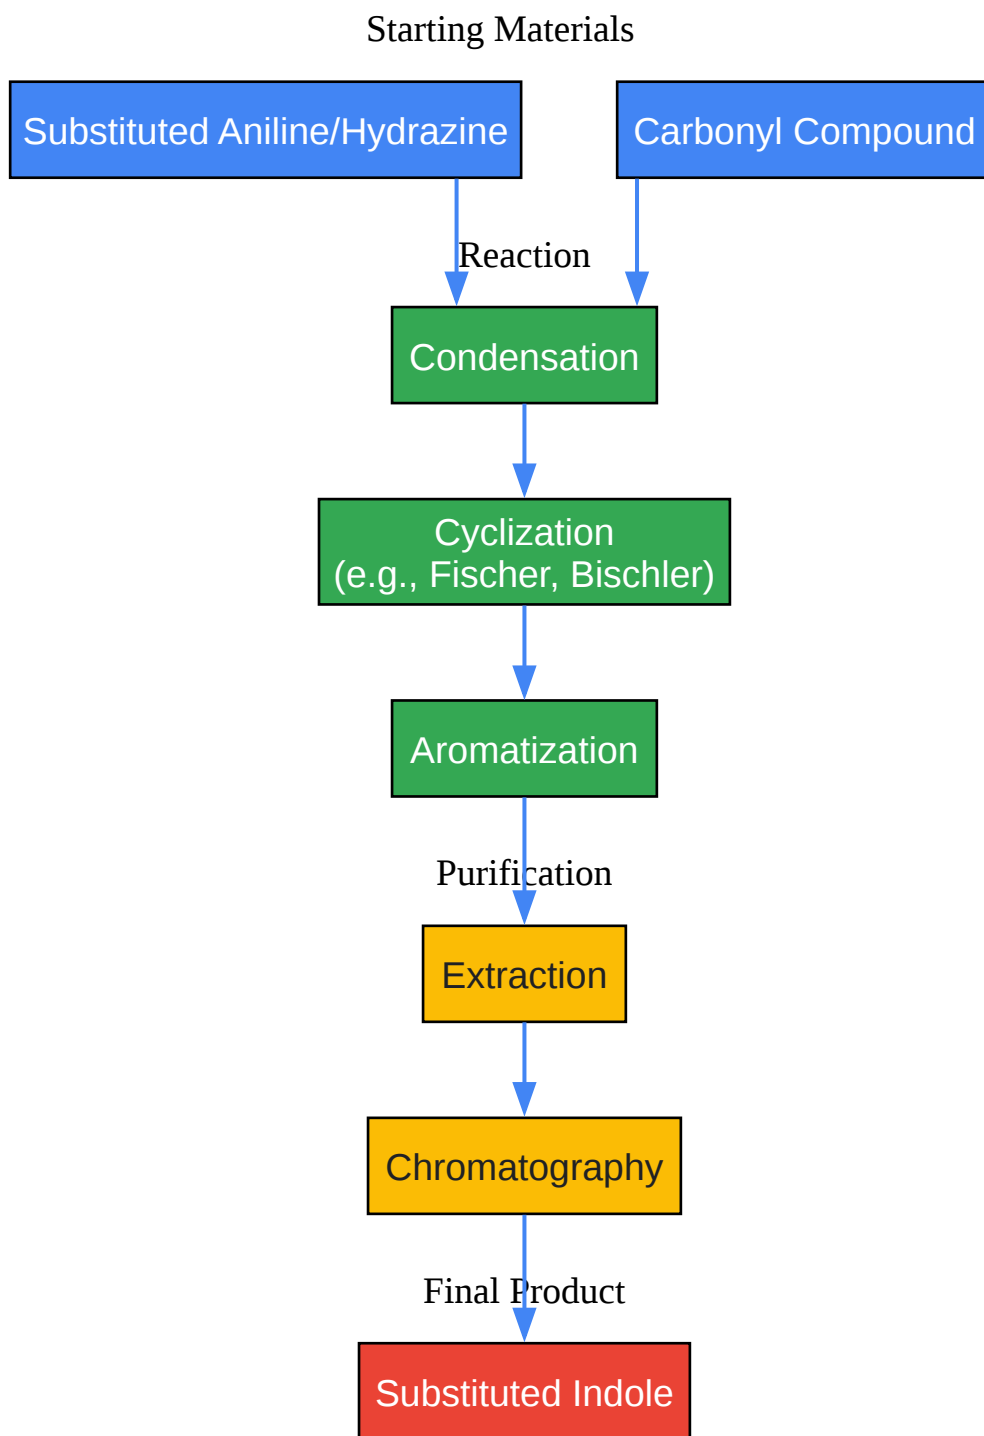 Starting Materials
Substituted Aniline/Hydrazine
Carbonyl Compound
Reaction
Condensation
Cyclization
(e.g., Fischer, Bischler)
Aromatization
Purification
Extraction
Chromatography
Final Product
Substituted Indole